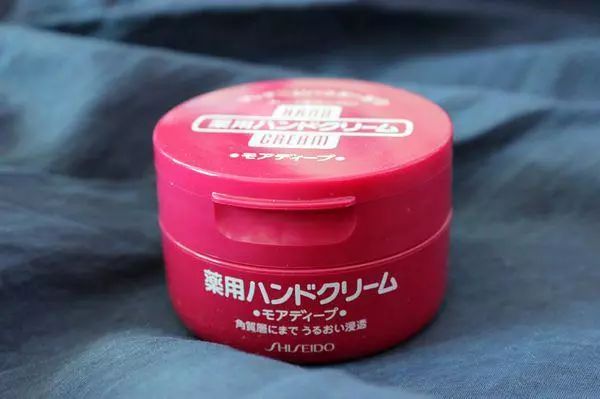 HAND
薬用ハンドクリーム
CREAM
•モアディープ•
薬用ハンドクリーム
•モアディープ•
角質層にまで うるおい浸透
SHISEIDO